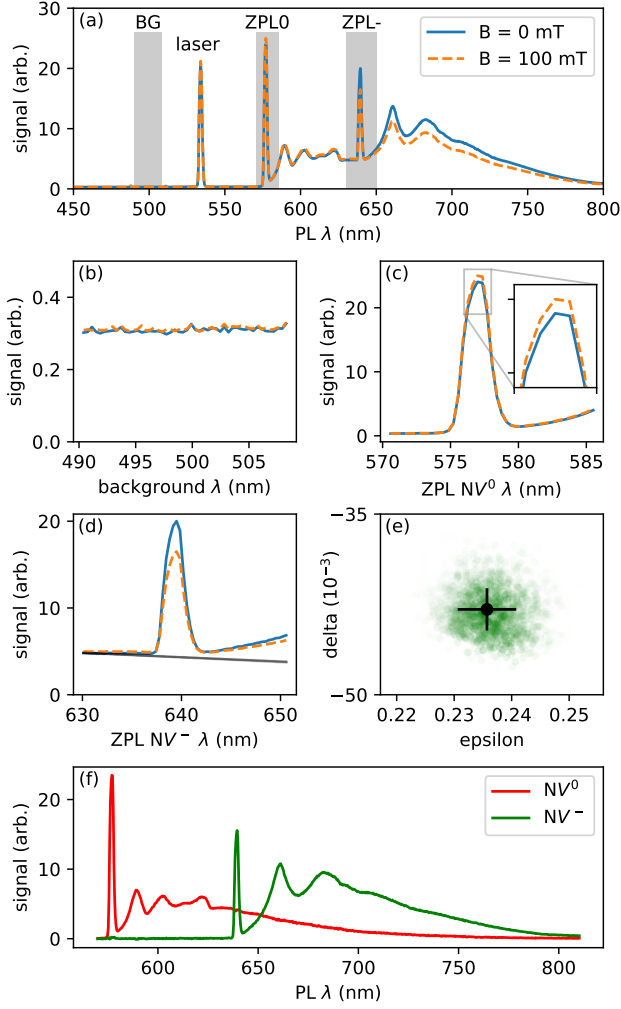 (a)
BG
laser
ZPL0
ZPL-
B = 0 mT
B = 100 mT
signal (arb.)
30
20
10
0
450 500 550 600 650 700 750 800
PL λ (nm)
(b)
signal (arb.)
0.4
0.2
0.0
490 495 500 505
background λ (nm)
(c)
signal (arb.)
20
10
0
570 575 580 585
ZPL NV⁰ λ (nm)
(d)
signal (arb.)
20
10
0
630 640 650
ZPL NV⁻ λ (nm)
(e)
delta (10⁻³)
−35
−50
0.22 0.23 0.24 0.25
epsilon
(f)
NV⁰
NV⁻
signal (arb.)
20
10
0
600 650 700 750 800
PL λ (nm)